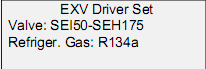 EXV Driver Set
Valve: SEI50-SEH175
Refriger. Gas: R134a